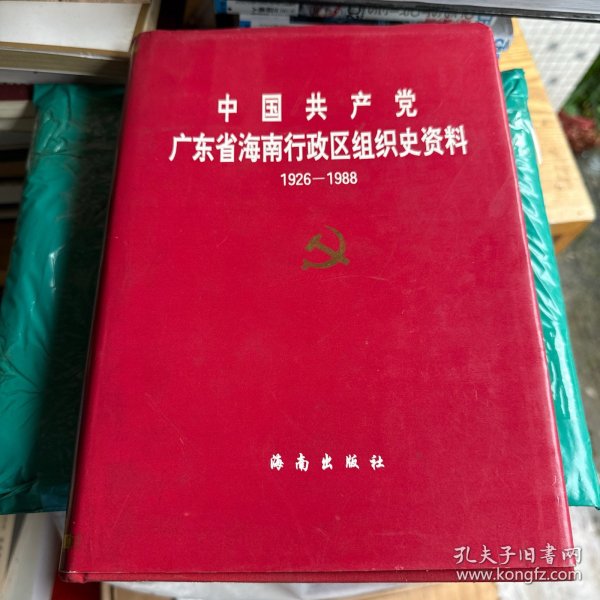 中国共产党
广东省海南行政区组织史资料
1926—1988
海南出版社
孔夫子旧书网
www.kongfz.com